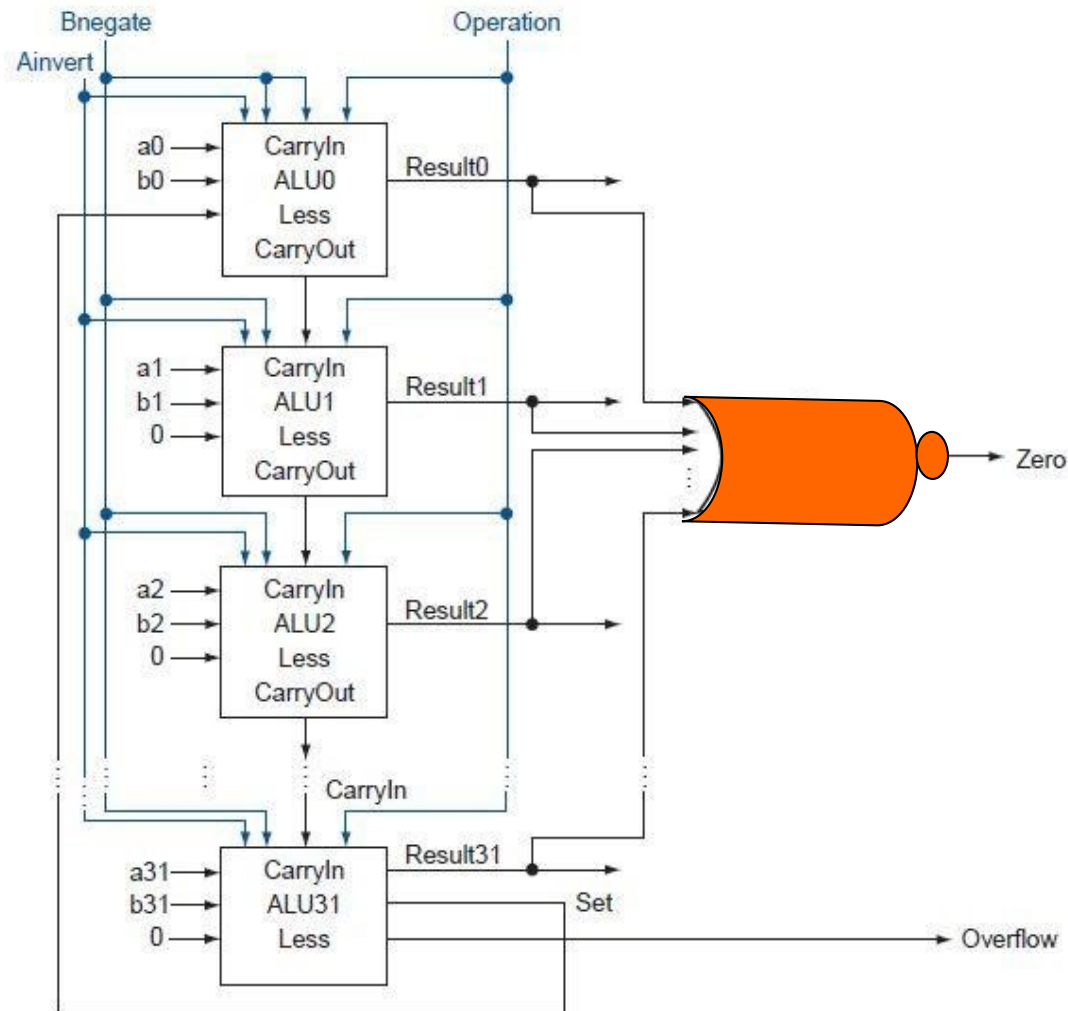 Bnegate
Operation
Ainvert
a0
b0
CarryIn
ALU0
Less
CarryOut
Result0
a1
b1
0
CarryIn
ALU1
Less
CarryOut
Result1
Zero
a2
b2
0
CarryIn
ALU2
Less
CarryOut
Result2
CarryIn
a31
b31
0
CarryIn
ALU31
Less
Result31
Set
Overflow